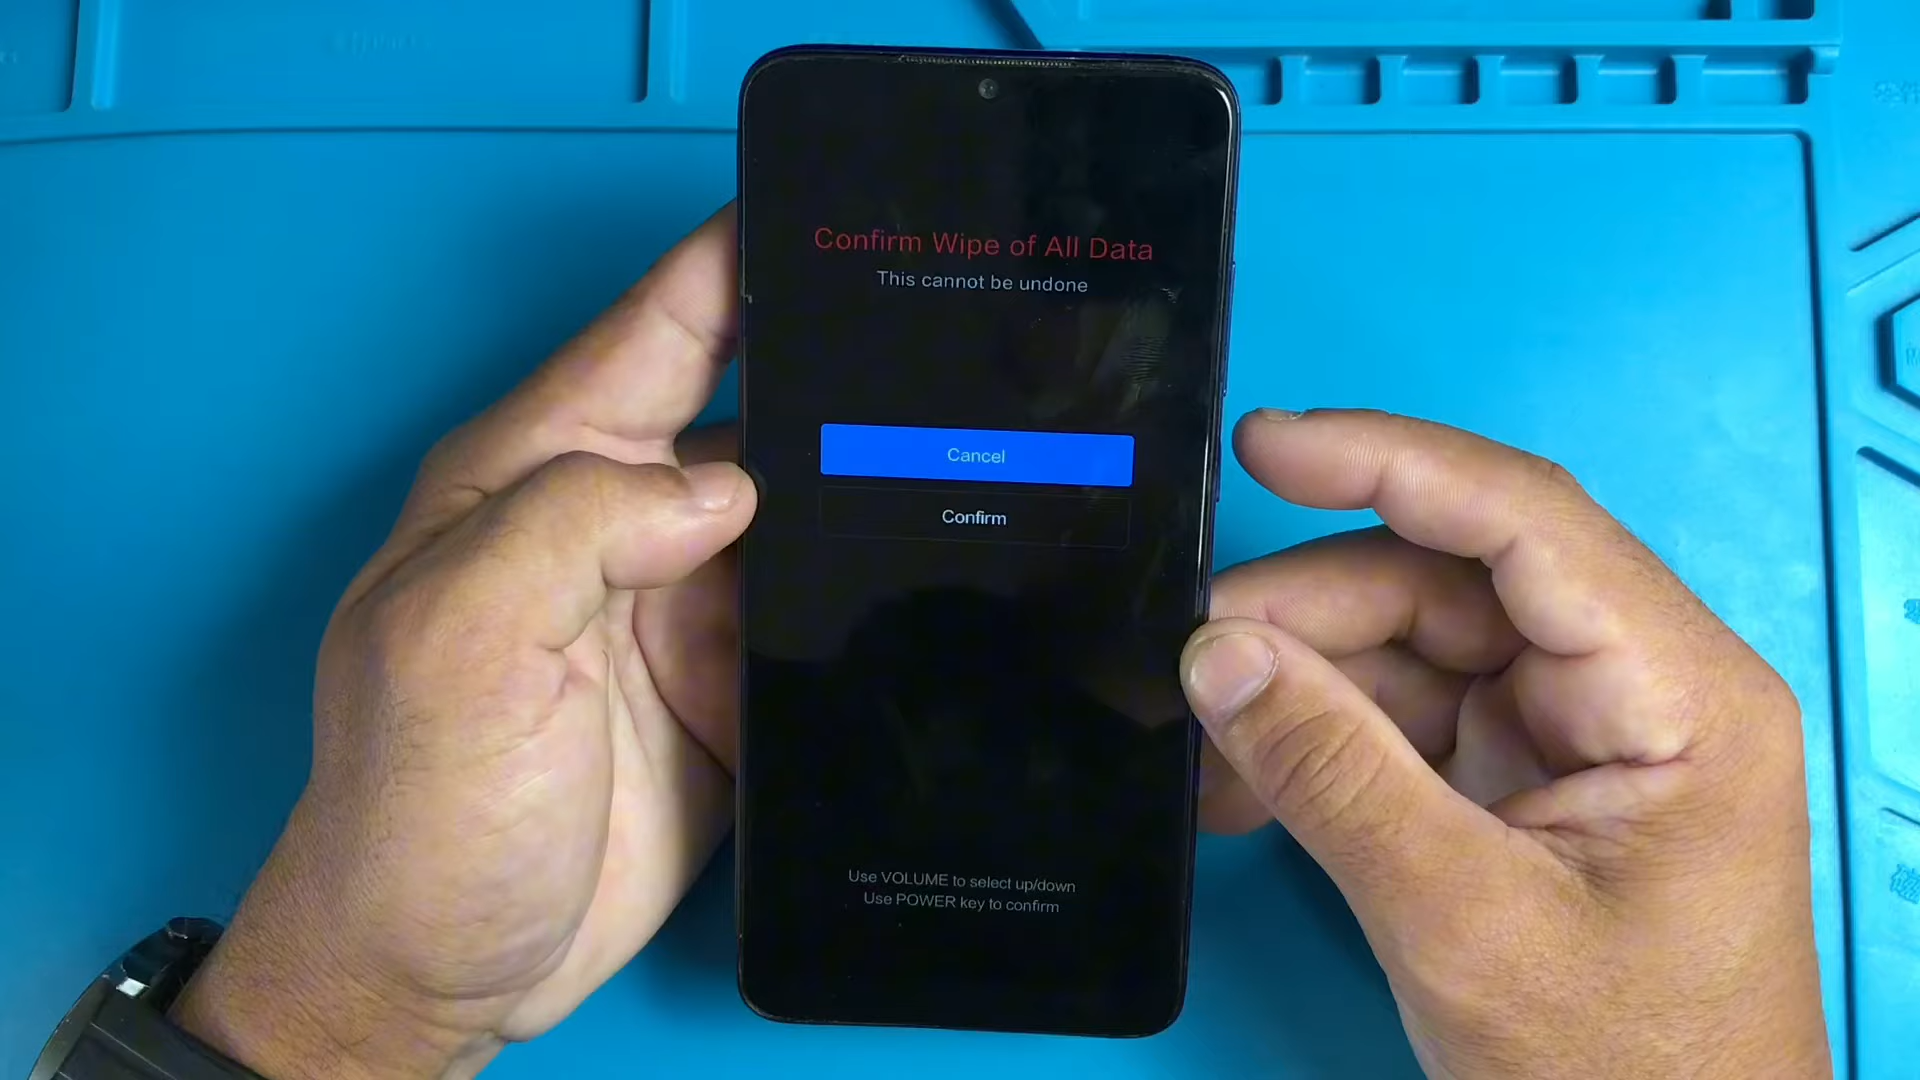 Confirm Wipe of All Data
This cannot be undone
Cancel
Confirm
Use VOLUME to select up/down
Use POWER key to confirm